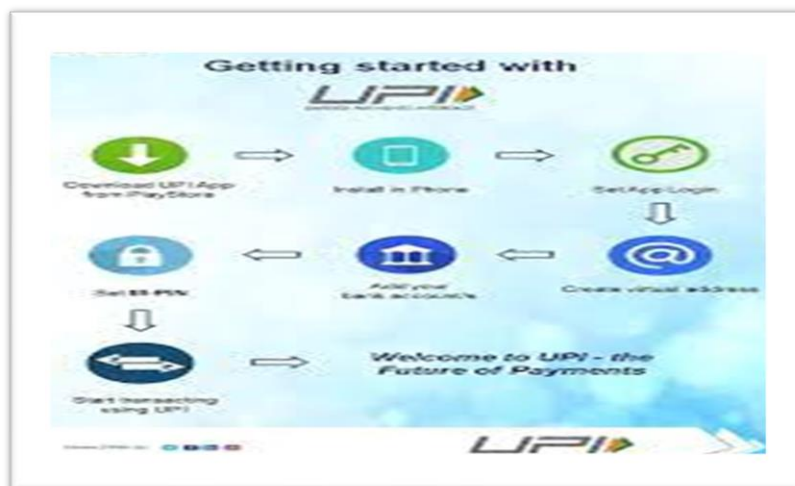 Getting started with
UPI
Download UPI App
from PlayStore
Install in Phone
Set App Login
Set M-PIN
Add your
bank account/s
Create virtual address
Start transacting
using UPI
Welcome to UPI - the
Future of Payments
UPI